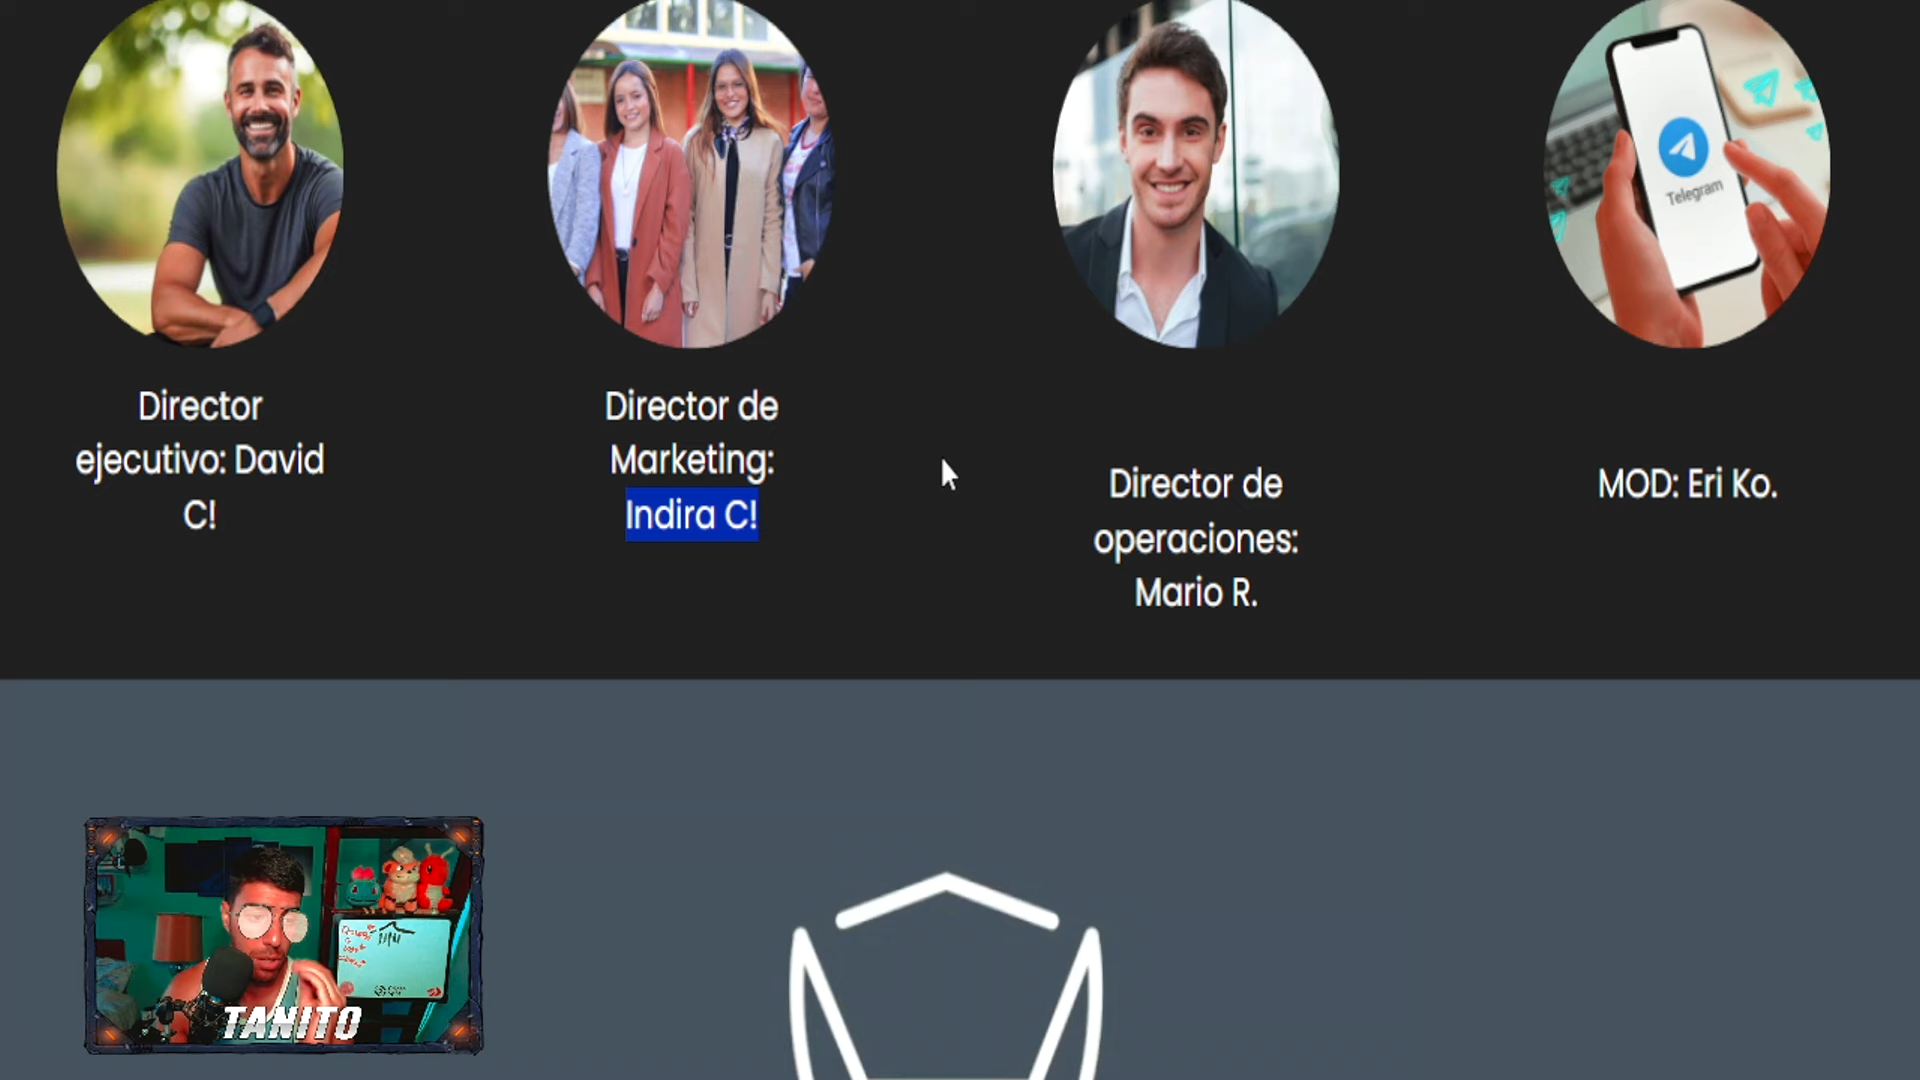 Telegram
Director
ejecutivo: David
C!
Director de
Marketing:
Indira C!
Director de
operaciones:
Mario R.
MOD: Eri Ko.
TANITO